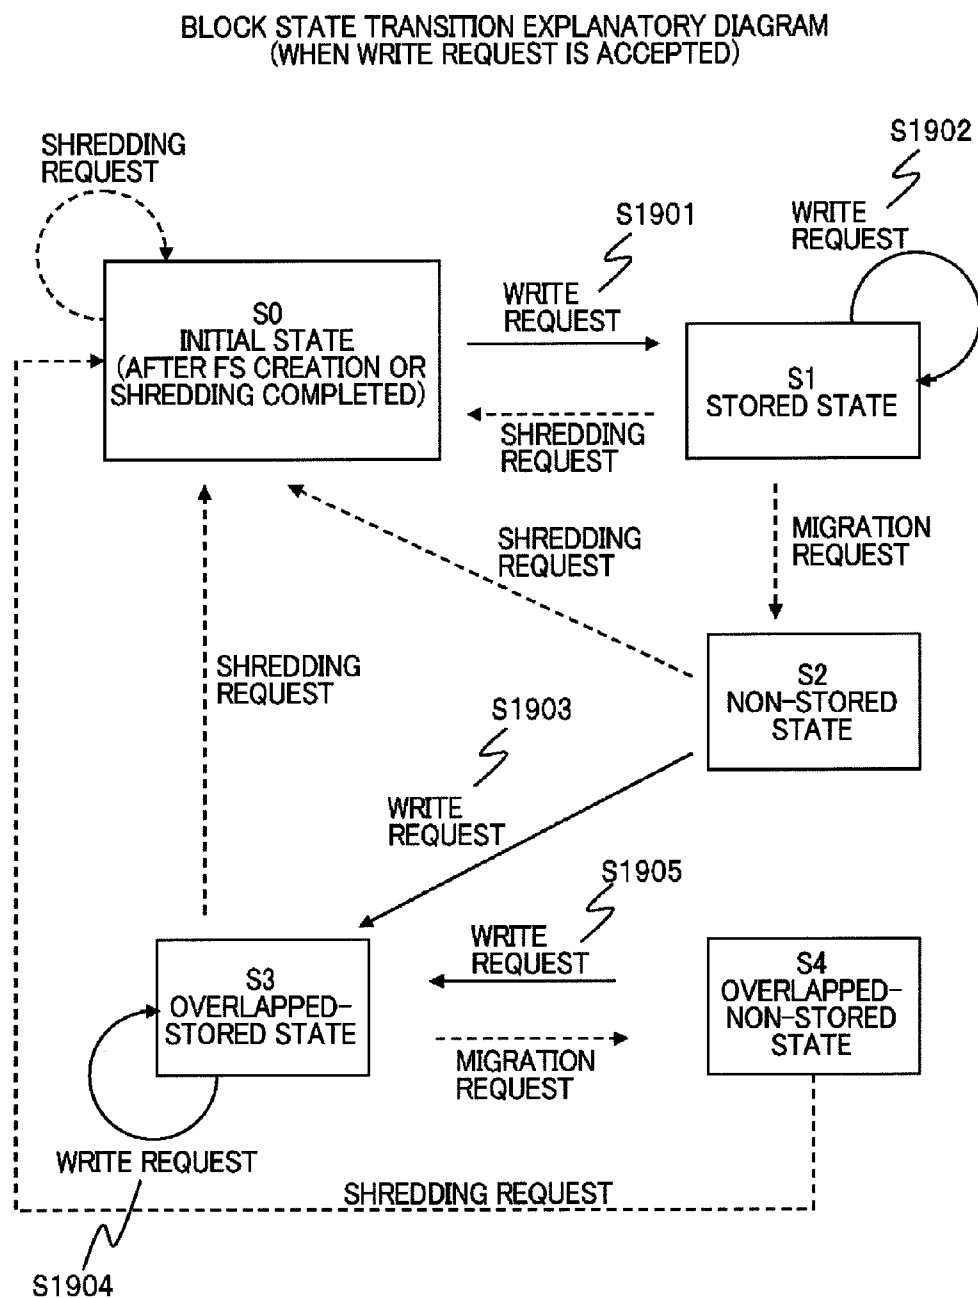 BLOCK STATE TRANSITION EXPLANATORY DIAGRAM
(WHEN WRITE REQUEST IS ACCEPTED)
SHREDDING
REQUEST
S1902
WRITE
REQUEST
S1901
WRITE
REQUEST
S0
INITIAL STATE
(AFTER FS CREATION OR
SHREDDING COMPLETED)
S1
STORED STATE
SHREDDING
REQUEST
MIGRATION
REQUEST
SHREDDING
REQUEST
SHREDDING
REQUEST
S2
NON-STORED
STATE
S1903
WRITE
REQUEST
S1905
WRITE
REQUEST
S3
OVERLAPPED-
STORED STATE
S4
OVERLAPPED-
NON-STORED
STATE
MIGRATION
REQUEST
WRITE REQUEST
SHREDDING REQUEST
S1904